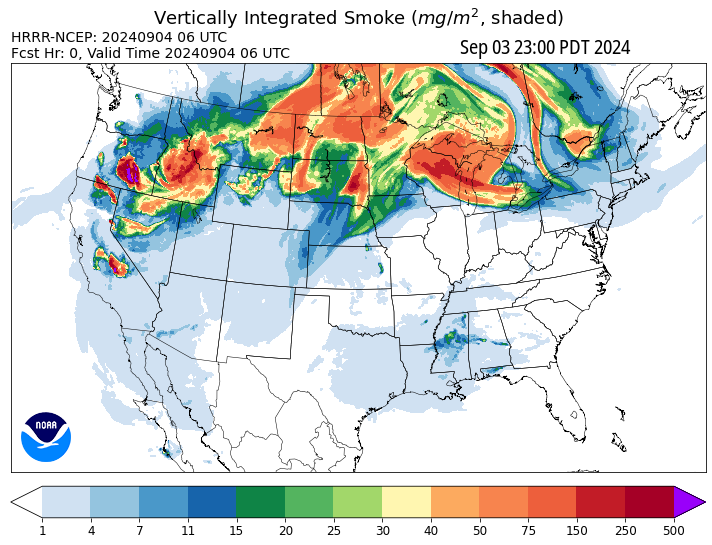 Vertically Integrated Smoke (mg/m², shaded)
HRRR-NCEP: 20240904 06 UTC
Fcst Hr: 0, Valid Time 20240904 06 UTC
Sep 03 23:00 PDT 2024
NOAA
1 4 7 11 15 20 25 30 40 50 75 150 250 500